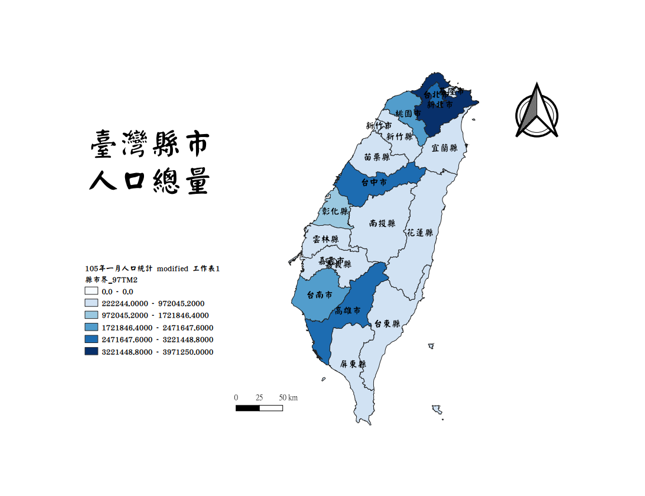 臺灣縣市
人口總量
105年一月人口統計 modified 工作表1
縣市界_97TM2
0.0 - 0.0
222244.0000 - 972045.2000
972045.2000 - 1721846.4000
1721846.4000 - 2471647.6000
2471647.6000 - 3221448.8000
3221448.8000 - 3971250.0000
0 25 50 km
台北市
新北市
桃園市
新竹市
新竹縣
宜蘭縣
苗栗縣
台中市
彰化縣
南投縣
花蓮縣
雲林縣
嘉義市
嘉義縣
台南市
高雄市
台東縣
屏東縣